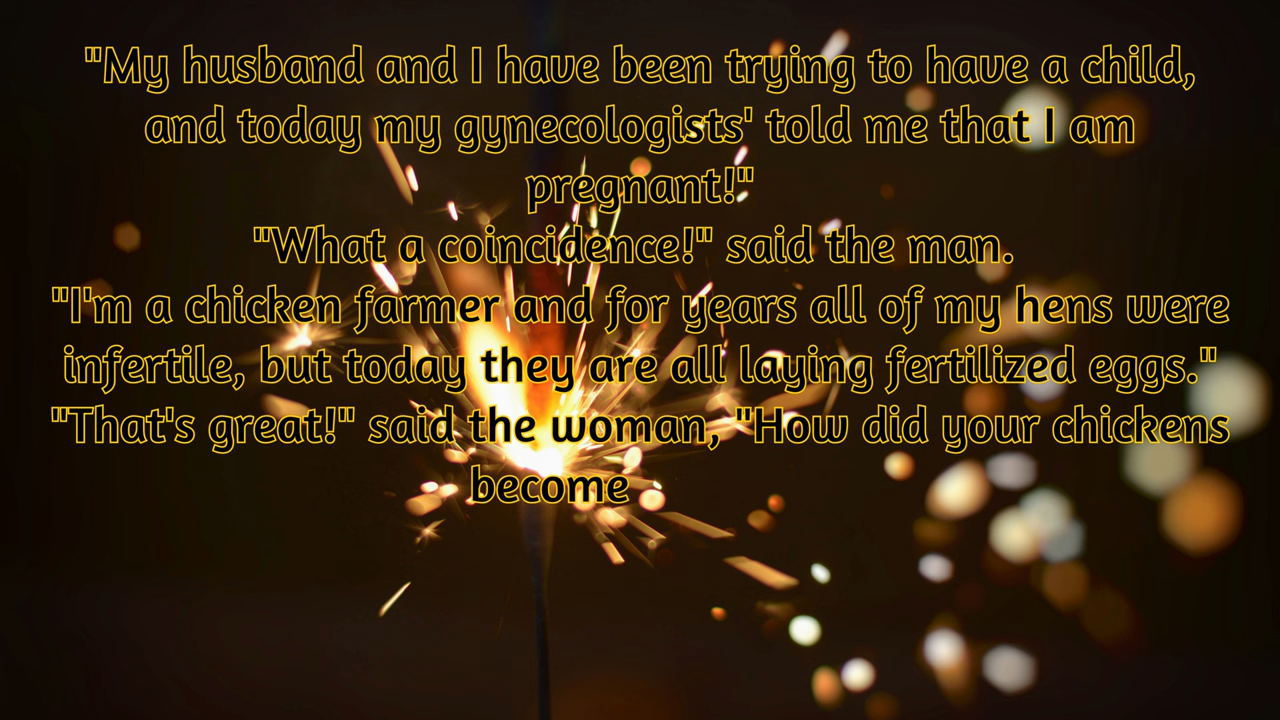 "My husband and I have been trying to have a child,
and today my gynecologists' told me that I am
pregnant!"
"What a coincidence!" said the man.
"I'm a chicken farmer and for years all of my hens were
infertile, but today they are all laying fertilized eggs."
"That's great!" said the woman, "How did your chickens
become